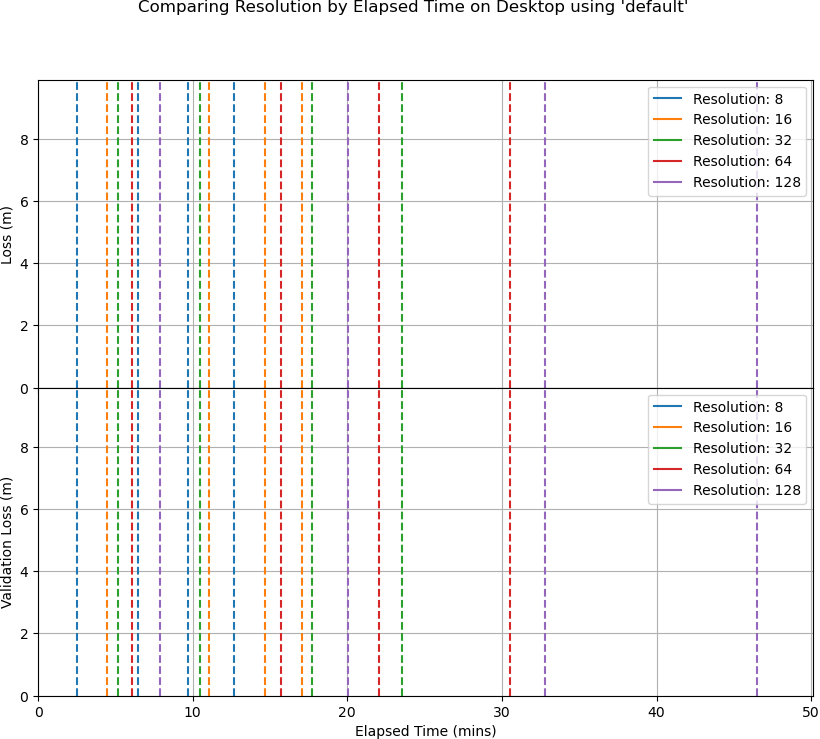 Comparing Resolution by Elapsed Time on Desktop using 'default'
Loss (m)
8
6
4
2
0
Resolution: 8
Resolution: 16
Resolution: 32
Resolution: 64
Resolution: 128
Validation Loss (m)
8
6
4
2
0
Resolution: 8
Resolution: 16
Resolution: 32
Resolution: 64
Resolution: 128
0 10 20 30 40 50
Elapsed Time (mins)